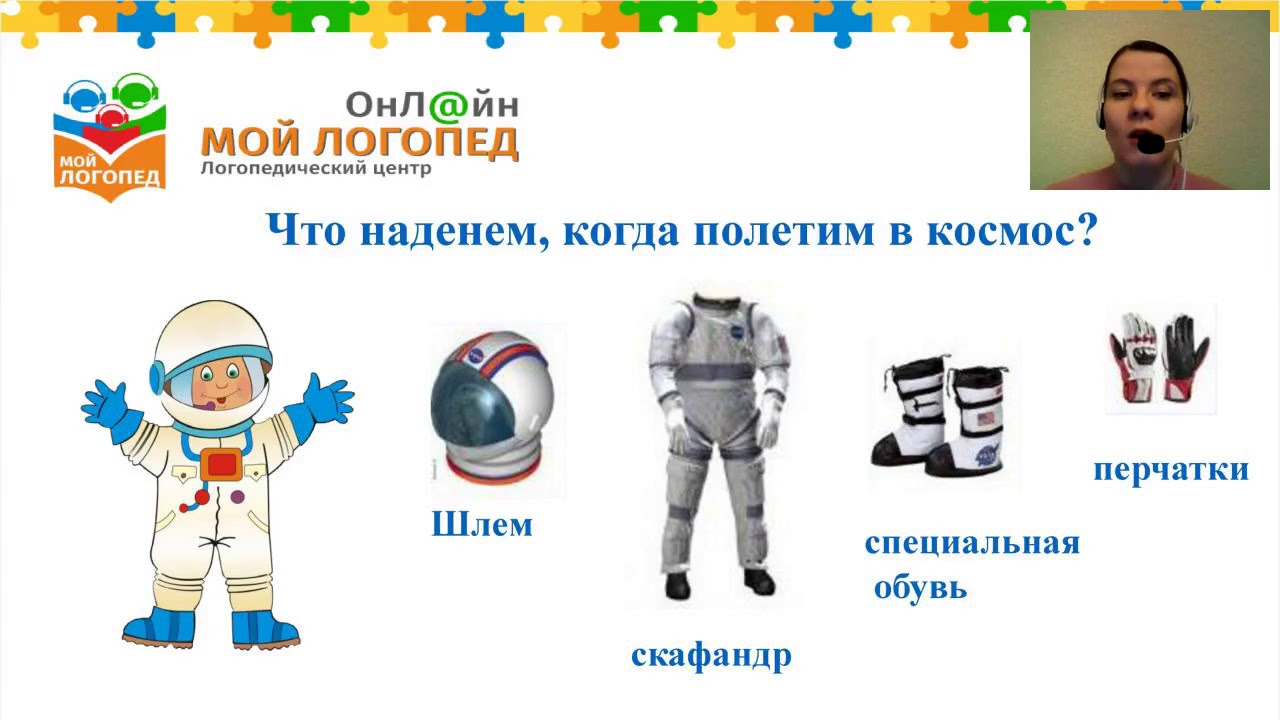 ОнЛ@йн
МОЙ ЛОГОПЕД
Логопедический центр
МОЙ
ЛОГОПЕД
Что наденем, когда полетим в космос?
Шлем
скафандр
специальная
обувь
перчатки